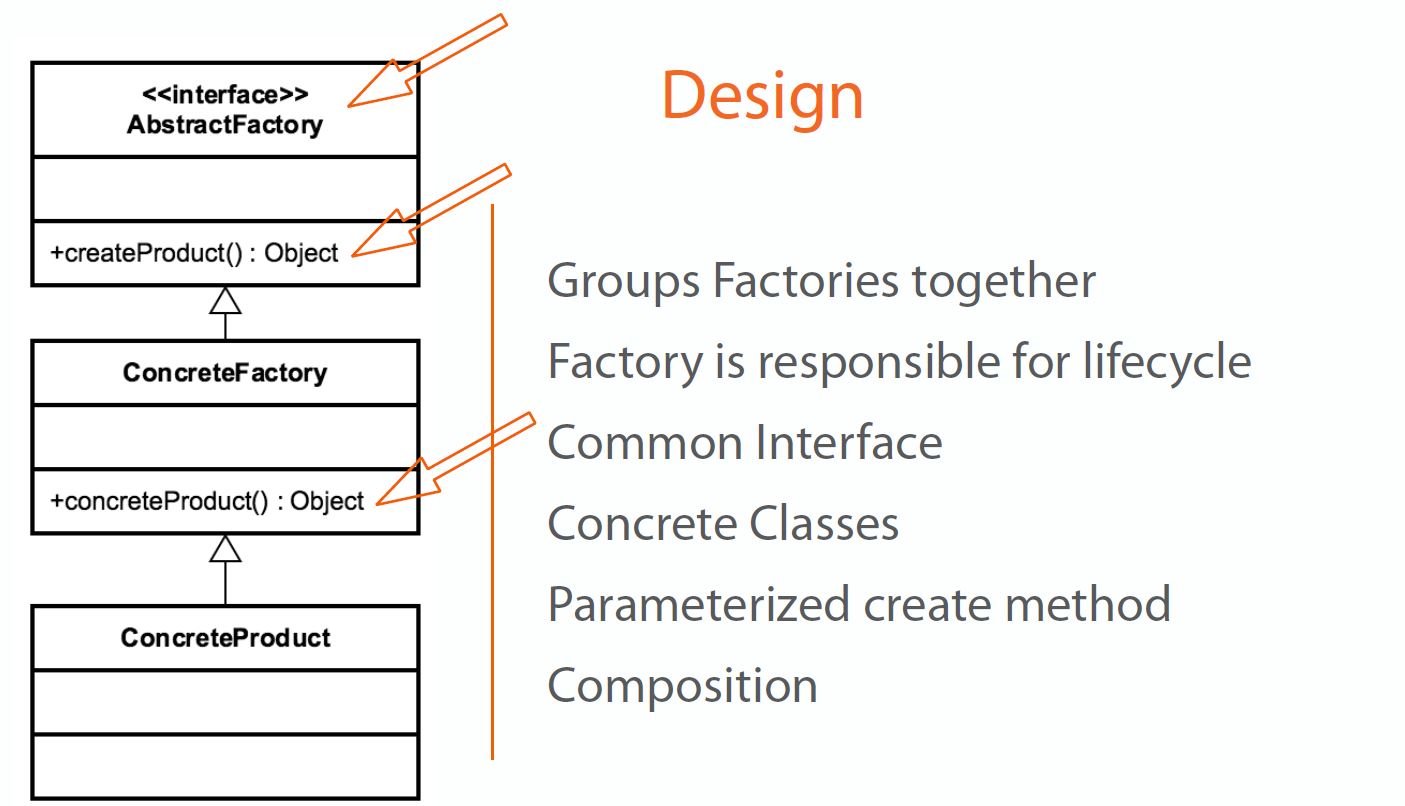 <<interface>>
AbstractFactory
+createProduct() : Object
ConcreteFactory
+concreteProduct() : Object
ConcreteProduct
Design
Groups Factories together
Factory is responsible for lifecycle
Common Interface
Concrete Classes
Parameterized create method
Composition